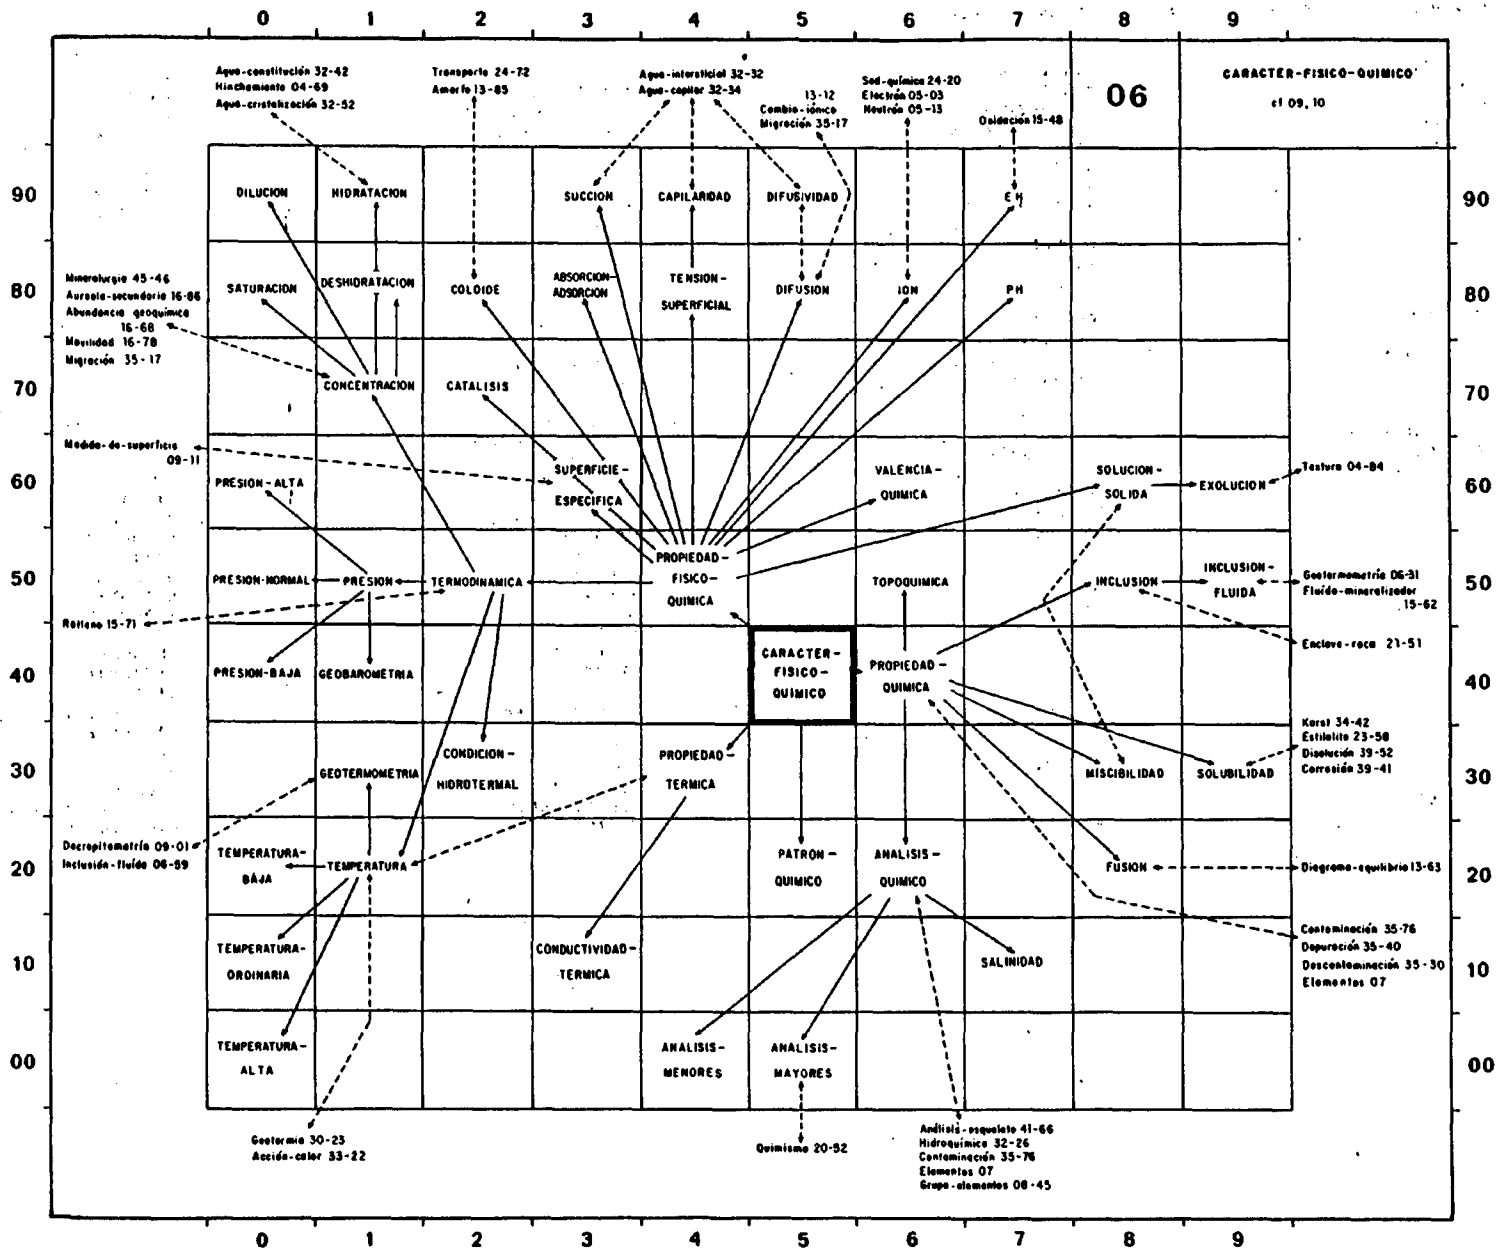 0 1 2 3 4 5 6 7 8 9
06
CARACTER-FISICO-QUIMICO
cf 09, 10
Agua-constitución 32-42
Hinchamiento 04-69
Agua-cristalización 32-52
Transporte 24-72
Amorfo 13-85
Agua-intersticial 32-32
Agua-capilar 32-34
13-12
Cambio-iónico
Migración 35-17
Sed-química 24-20
Electrón 05-03
Neutrón 05-13
Oxidación 15-48
90
DILUCION
HIDRATACION
SUCCION
CAPILARIDAD
DIFUSIVIDAD
EH
90
Mineralurgia 45-46
Aureola-secundaria 16-86
Abundancia geoquímica
16-68
Movilidad 16-78
Migración 35-17
80
SATURACION
DESHIDRATACION
COLOIDE
ABSORCION-
ADSORCION
TENSION-
SUPERFICIAL
DIFUSION
ION
PH
80
70
CONCENTRACION
CATALISIS
70
Medida-de-superficie
09-11
60
PRESION-ALTA
SUPERFICIE-
ESPECIFICA
VALENCIA-
QUIMICA
SOLUCION-
SOLIDA
EXOLUCION
Textura 04-84
60
50
PRESION-NORMAL
PRESION
TERMODINAMICA
PROPIEDAD-
FISICO-
QUIMICA
TOPOQUIMICA
INCLUSION
INCLUSION-
FLUIDA
Geotermometría 06-31
Fluido-mineralizador
15-62
50
Relleno 15-71
Enclave-roca 21-51
40
PRESION-BAJA
GEOBAROMETRIA
CARACTER-
FISICO-
QUIMICO
PROPIEDAD-
QUIMICA
40
Karst 34-42
Estilolito 23-58
Disolución 39-52
Corrosión 39-41
30
GEOTERMOMETRIA
CONDICION-
HIDROTERMAL
PROPIEDAD-
TERMICA
MISCIBILIDAD
SOLUBILIDAD
30
Decrepitometría 09-01
Inclusión-fluida 06-59
20
TEMPERATURA-
BAJA
TEMPERATURA
PATRON-
QUIMICO
ANALISIS-
QUIMICO
FUSION
Diagrama-equilibrio 13-63
20
10
TEMPERATURA-
ORDINARIA
CONDUCTIVIDAD-
TERMICA
SALINIDAD
Contaminación 35-76
Depuración 35-40
Descontaminación 35-30
Elementos 07
10
00
TEMPERATURA-
ALTA
ANALISIS-
MENORES
ANALISIS-
MAYORES
00
Geotermia 30-23
Acción-calor 33-22
Quimismo 20-52
Análisis-esqueleto 41-66
Hidroquímica 32-26
Contaminación 35-76
Elementos 07
Grupo-elementos 08-45
0 1 2 3 4 5 6 7 8 9